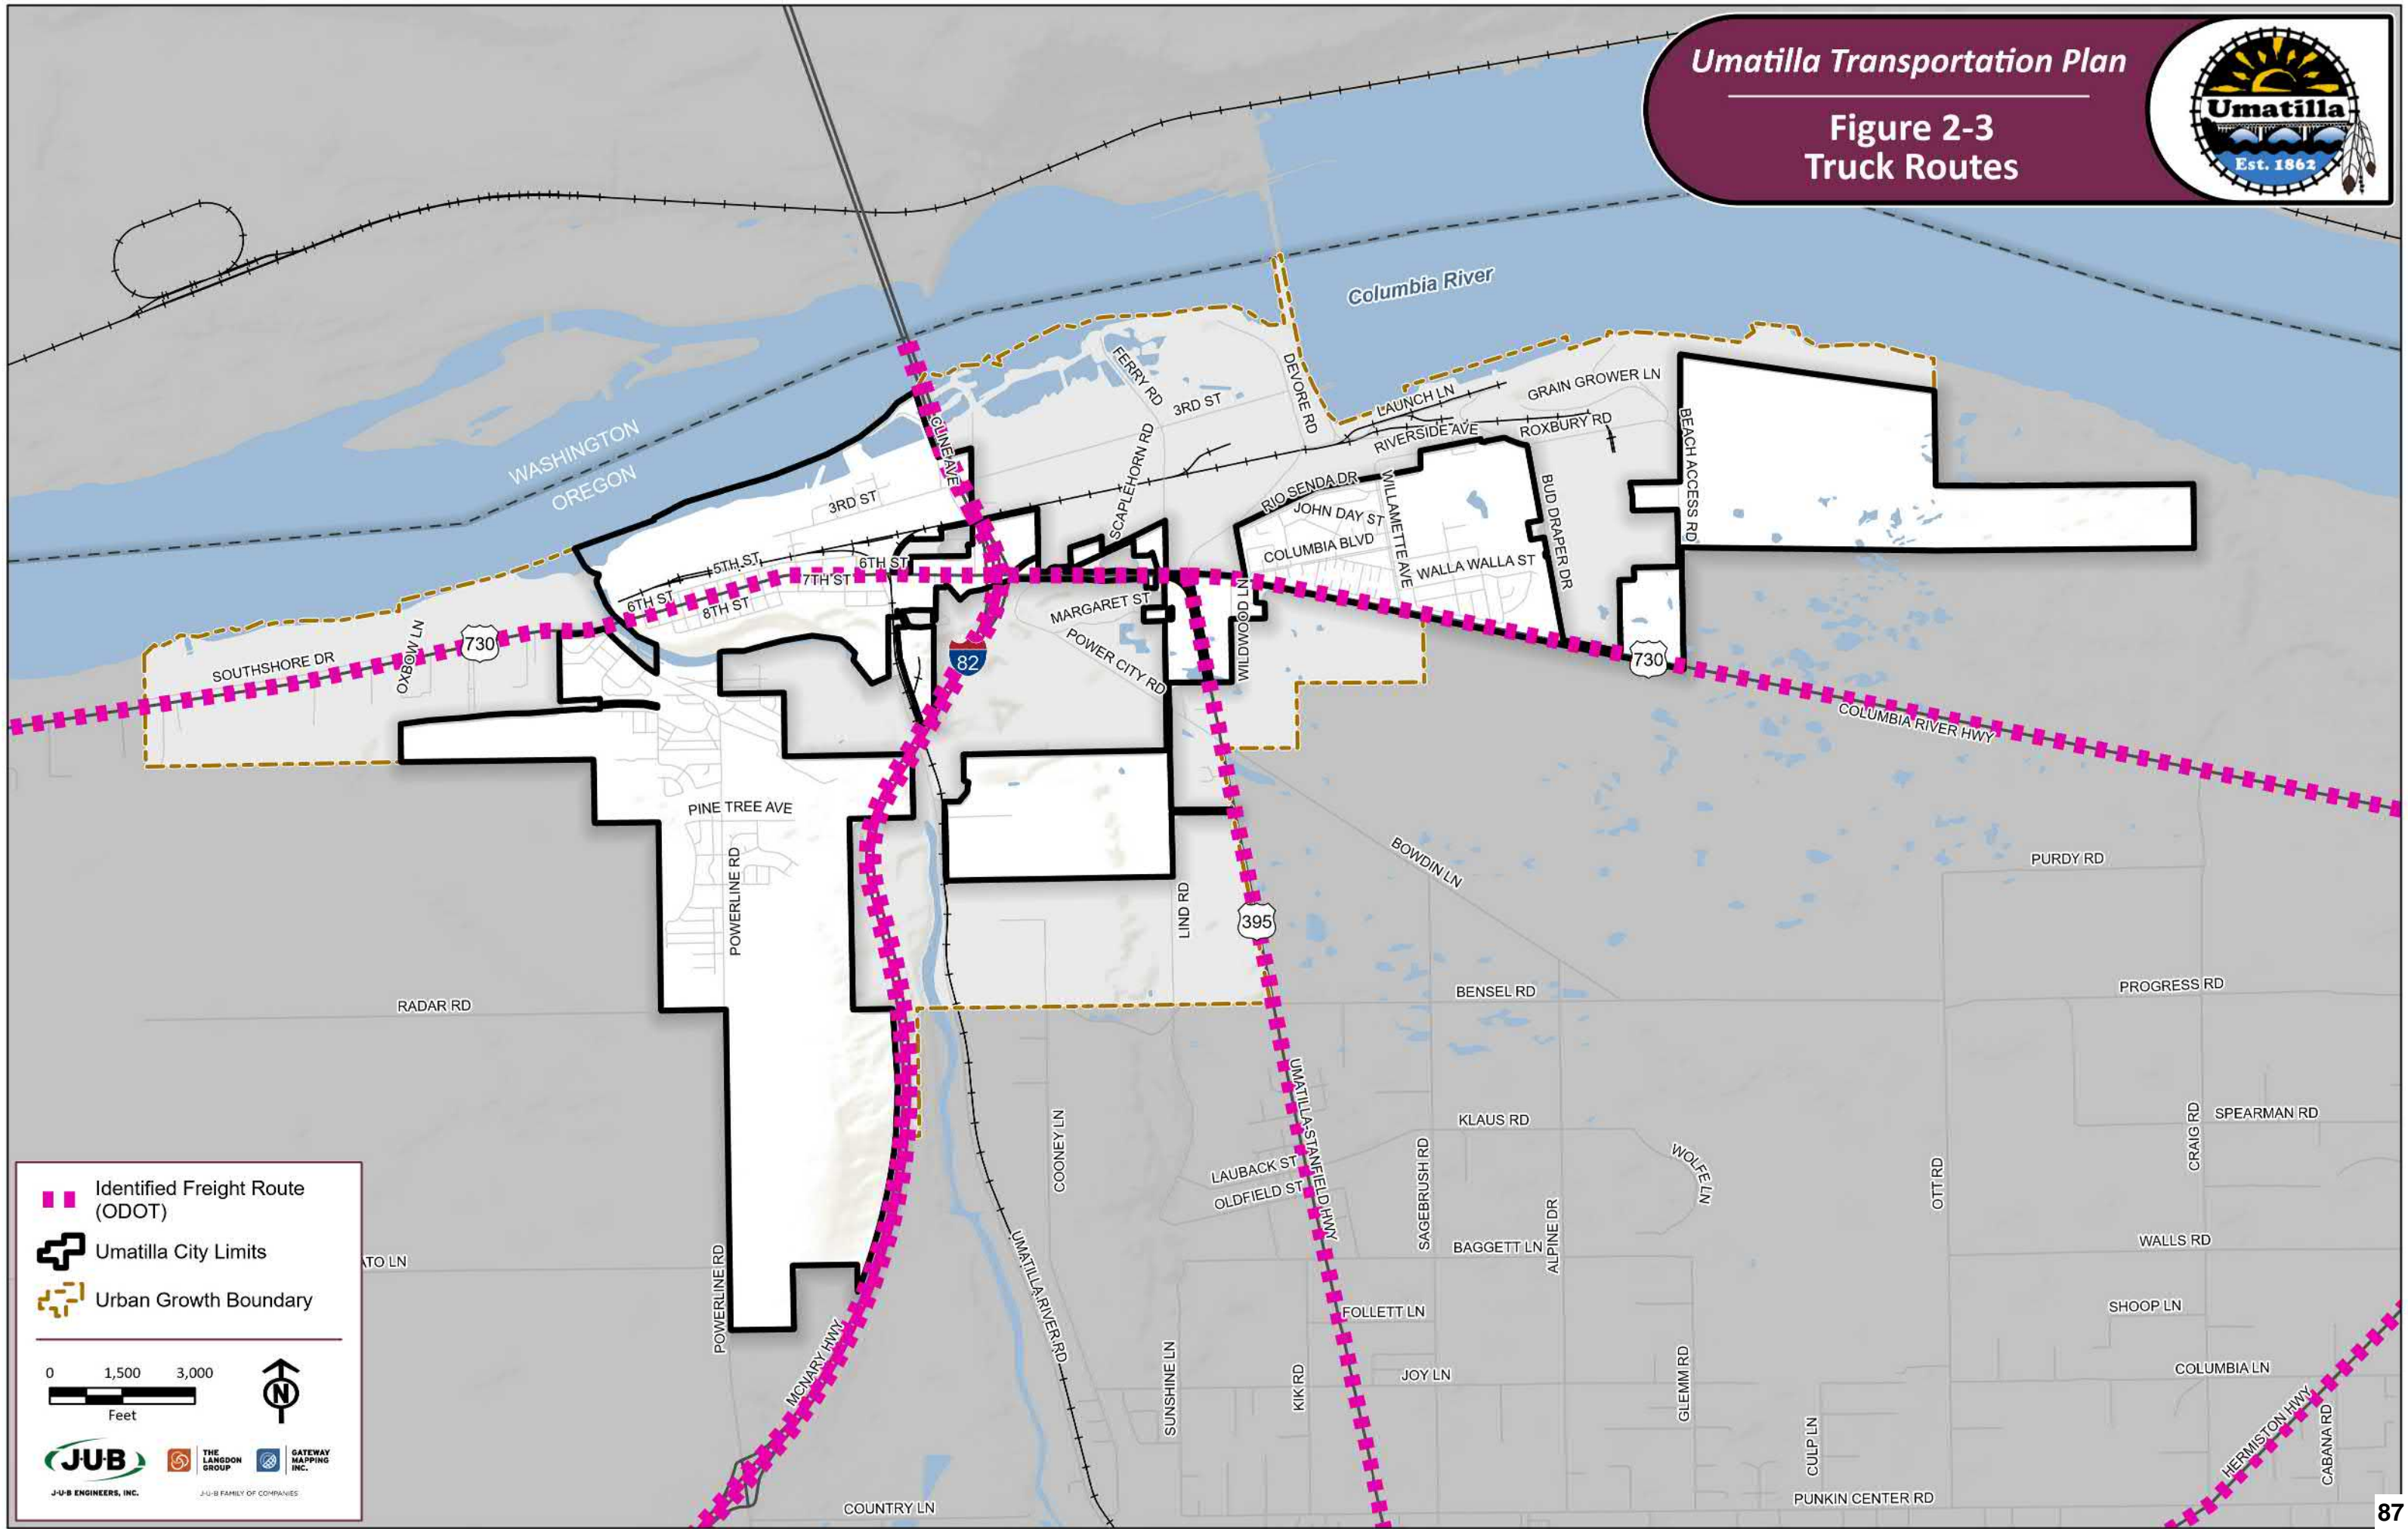 Umatilla Transportation Plan
Figure 2-3
Truck Routes
Umatilla
Est. 1862
Columbia River
WASHINGTON
OREGON
FERRY RD
3RD ST
DEVORE RD
LAUNCH LN
GRAIN GROWER LN
RIVERSIDE AVE
ROXBURY RD
BEACH ACCESS RD
CLINE AVE
SCAPLEHORN RD
3RD ST
RIO SENDA DR
WILLAMETTE AVE
JOHN DAY ST
BUD DRAPER DR
COLUMBIA BLVD
WALLA WALLA ST
5TH ST
6TH ST
7TH ST
6TH ST
8TH ST
MARGARET ST
WILDWOOD LN
POWER CITY RD
OXBOW LN
730
SOUTHSHORE DR
82
730
COLUMBIA RIVER HWY
PINE TREE AVE
POWERLINE RD
BOWDIN LN
PURDY RD
LIND RD
395
RADAR RD
BENSEL RD
PROGRESS RD
UMATILLA-STANFIELD HWY
COONEY LN
KLAUS RD
CRAIG RD
SPEARMAN RD
LAUBACK ST
OLDFIELD ST
SAGEBRUSH RD
WOLFE LN
OTT RD
ALPINE DR
BAGGETT LN
WALLS RD
ATO LN
POWERLINE RD
UMATILLA RIVER RD
MCNARY HWY
FOLLETT LN
SHOOP LN
SUNSHINE LN
KIK RD
JOY LN
GLEMM RD
COLUMBIA LN
CULP LN
HERMISTON HWY
CABANA RD
COUNTRY LN
PUNKIN CENTER RD
Identified Freight Route
(ODOT)
Umatilla City Limits
Urban Growth Boundary
0 1,500 3,000
Feet
N
J·U·B
J·U·B ENGINEERS, INC.
THE
LANGDON
GROUP
GATEWAY
MAPPING
INC.
J·U·B FAMILY OF COMPANIES
87